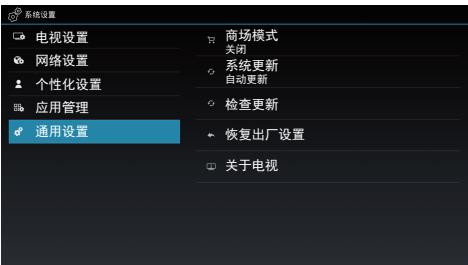 系统设置
电视设置
网络设置
个性化设置
应用管理
通用设置
商场模式
关闭
系统更新
自动更新
检查更新
恢复出厂设置
关于电视